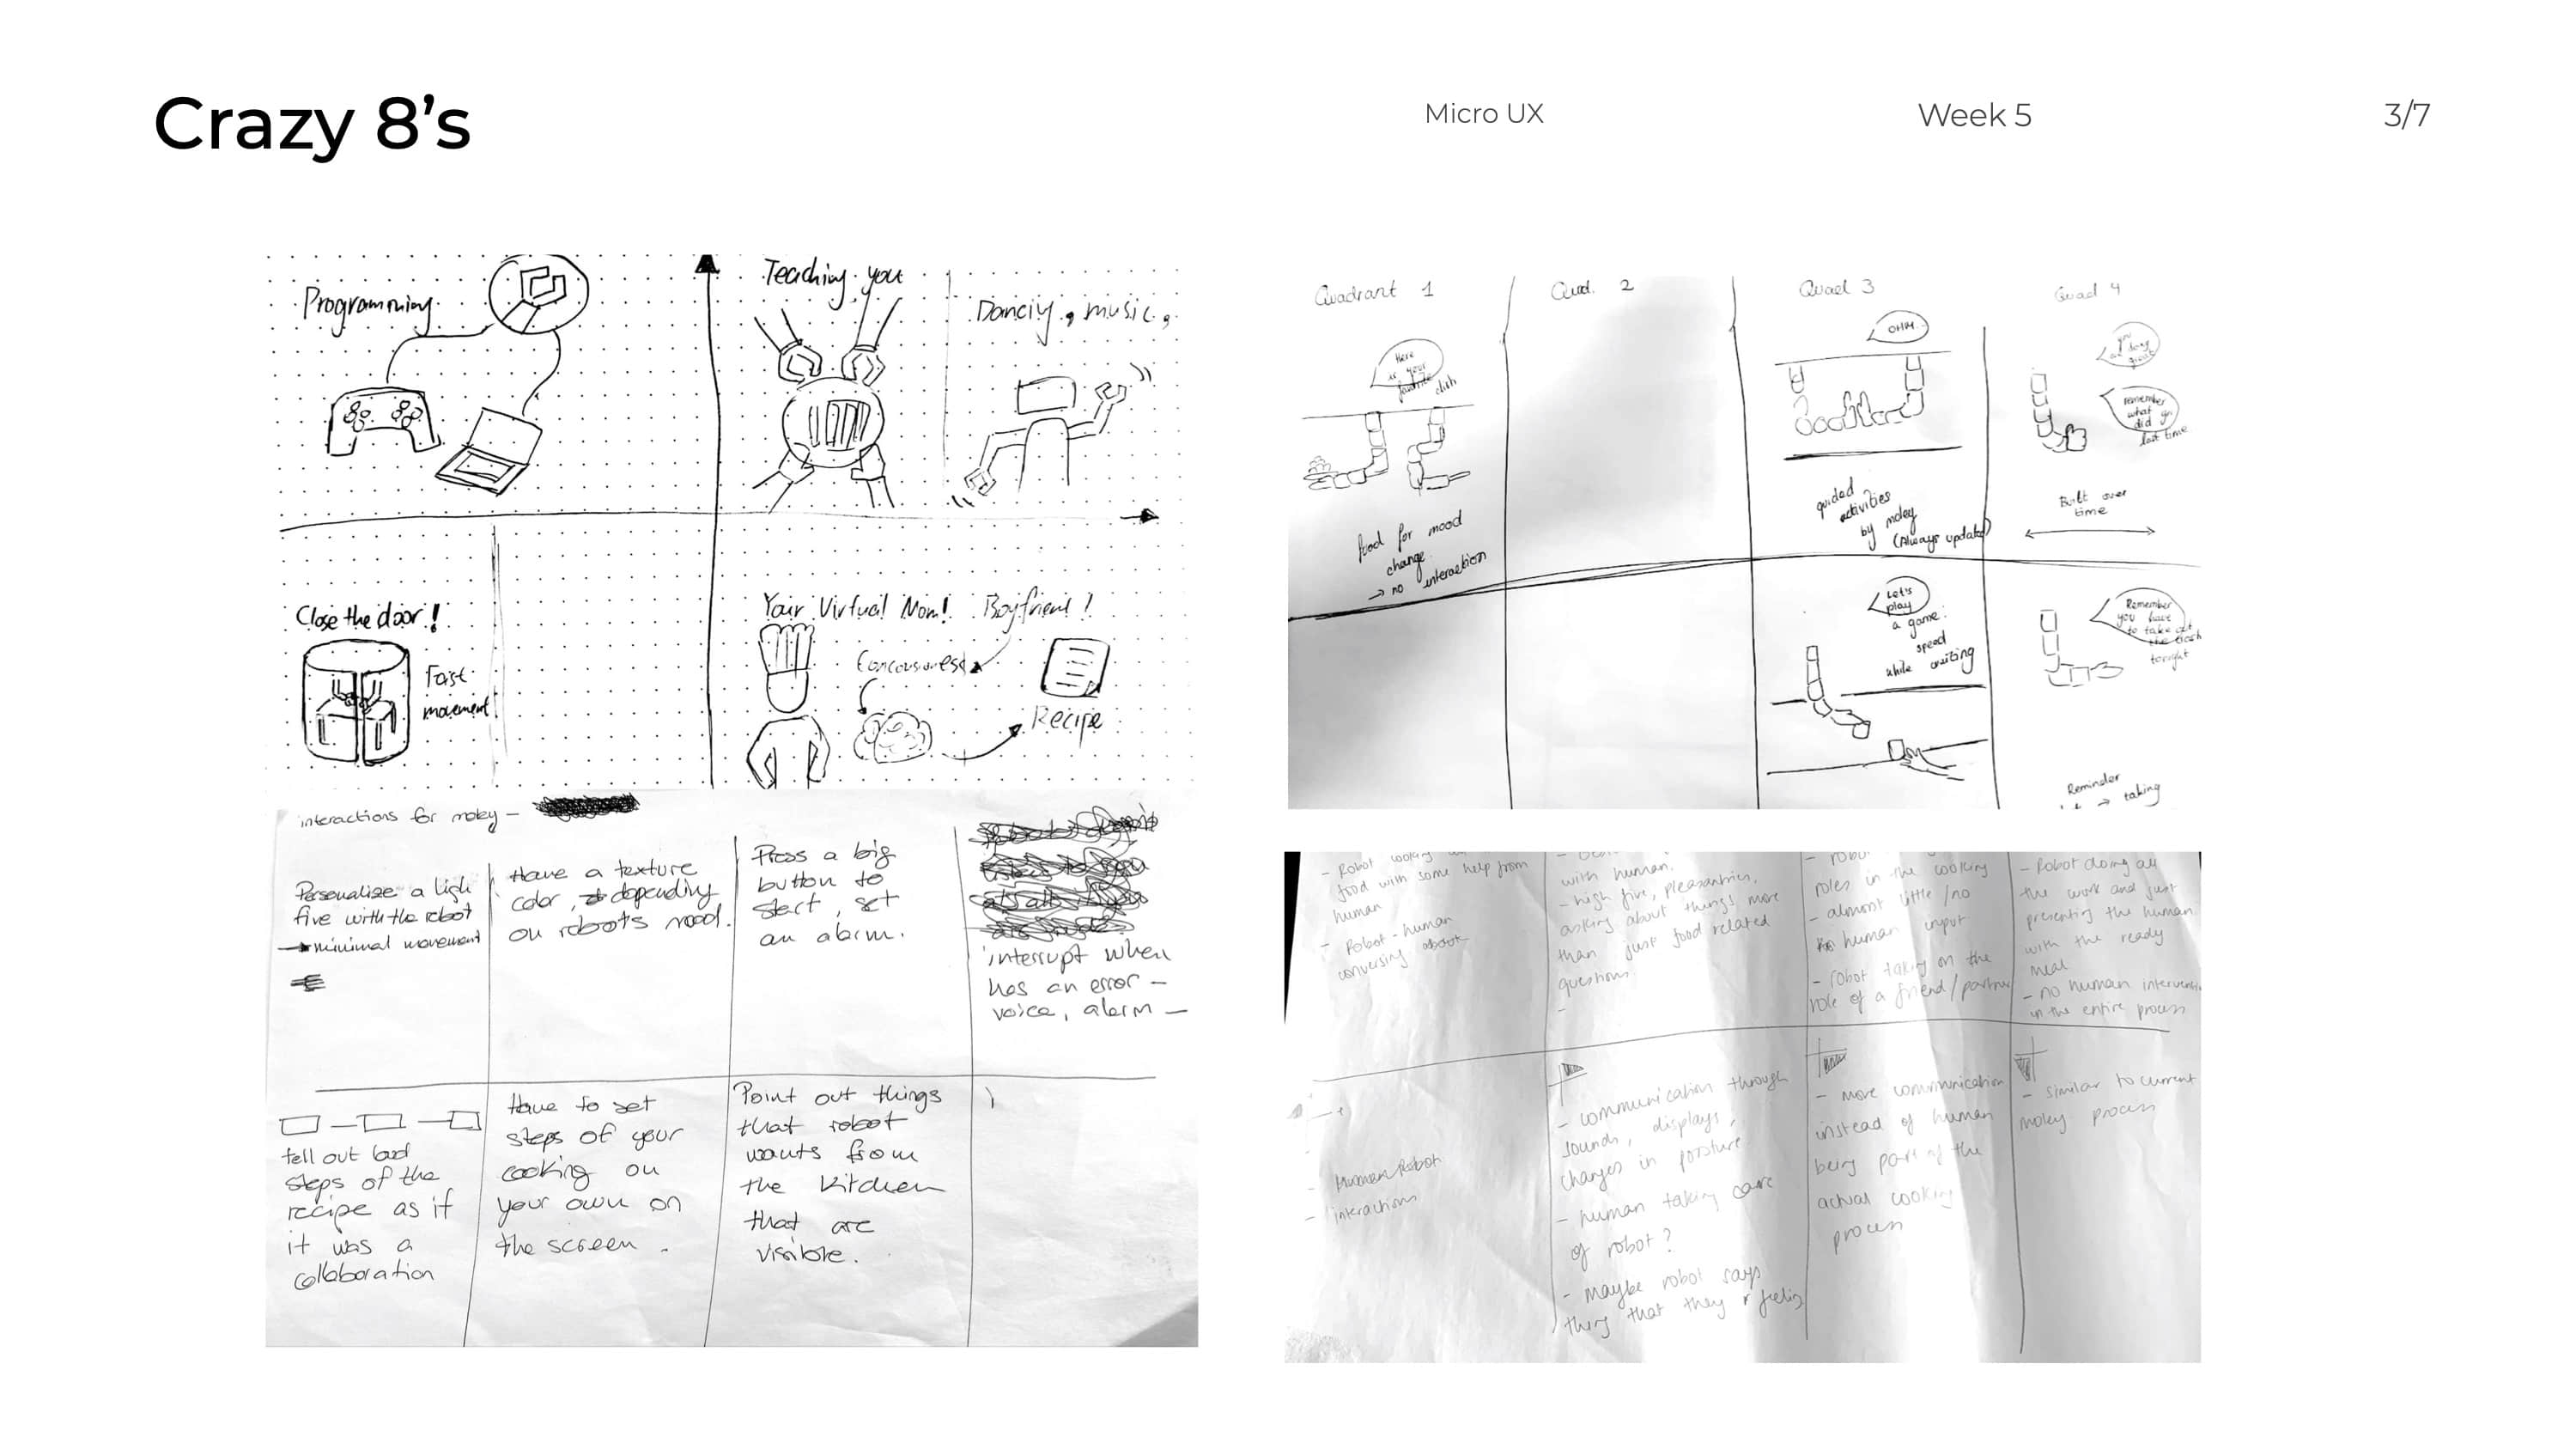 Crazy 8's
Micro UX
Week 5
3/7
Programming
Teaching you
Dancing, music,
Close the door!
Fast
movement
Your Virtual Mom!
Boyfriend!
Recipe
interactions for moley –
Personalize a high
five with the robot
→ minimal movement
Have a texture
color, depending
on robots mood.
Press a big
button to
start, set
an alarm.
interrupt when
has an error –
voice, alarm –
tell out loud
steps of the
recipe as if
it was a
collaboration
Have to set
steps of your
cooking on
your own on
the screen.
Point out things
that robot
wants from
the kitchen
that are
visible.
Quadrant 1
Quad. 2
Quad 3
Quad 4
Here
is your
favorite
dish
food for mood
change
→ no interaction
OHM
guided
activities
by moley
(Always update)
you
are doing
great
remember
what
did
last time
Built over
time
Let's
play
a game:
speed
while
Remember
you have
to take out
the trash
tonight
Reminder
→ taking
- Robot
food with some help from
human
- Robot-human
conversing about
with human.
- high five, pleasantries,
asking about things more
than just food related
questions.
roles in the cooking
- almost little/no
human input
- robot taking on the
role of a friend/partner
- Robot doing all
the work and just
presenting the human
with the ready
meal
- no human
in the entire process
- Human Robot
- interactions
- communication through
sounds, displays,
changes in posture
- human taking care
of robot?
- maybe robot says
thing that they r feeling
- more communication
instead of human
being part of the
actual cooking
process
- similar to current
moley process